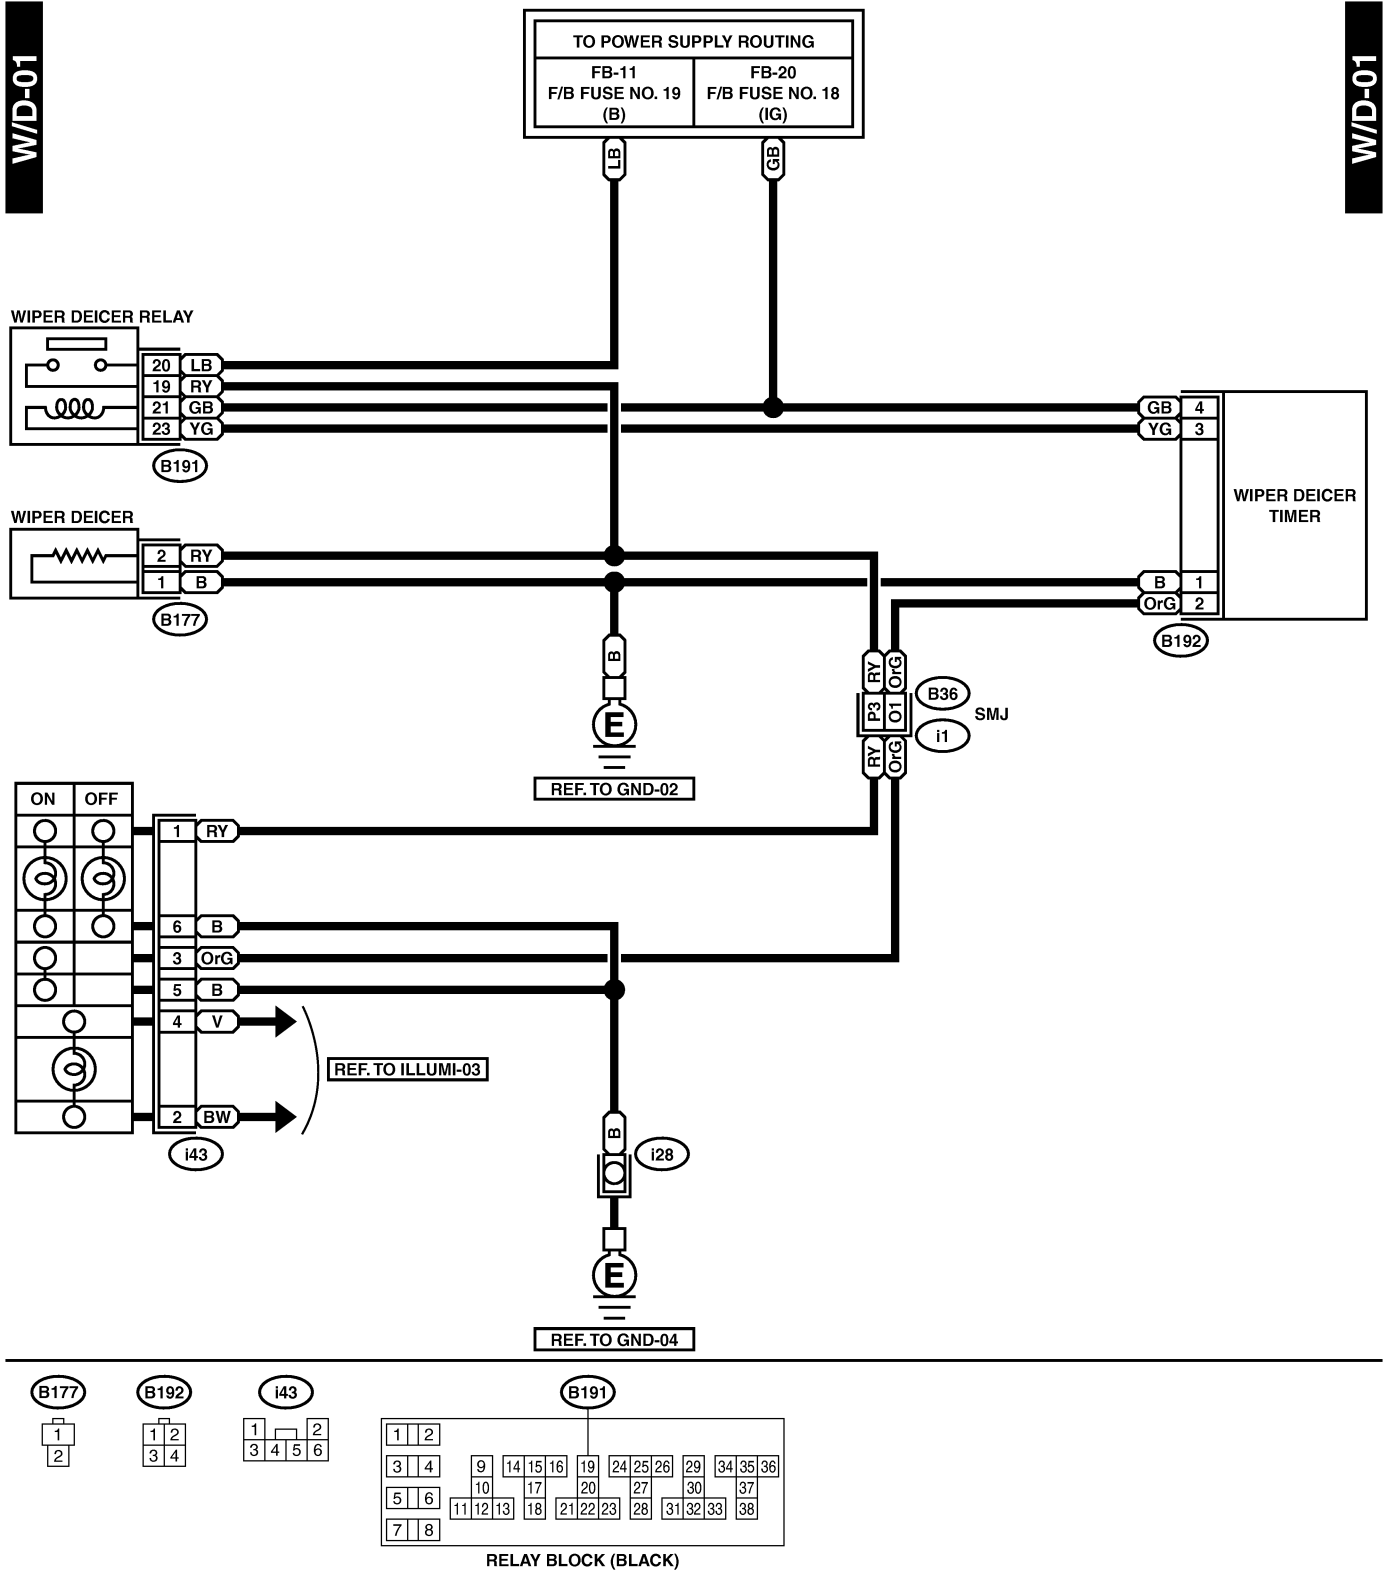 W/D-01
W/D-01
TO POWER SUPPLY ROUTING
FB-11
F/B FUSE NO. 19
(B)
FB-20
F/B FUSE NO. 18
(IG)
LB
GB
WIPER DEICER RELAY
20 LB
19 RY
21 GB
23 YG
B191
GB 4
YG 3
WIPER DEICER
TIMER
B 1
OrG 2
B192
WIPER DEICER
2 RY
1 B
B177
B
E
REF. TO GND-02
RY OrG
P3 O1
RY OrG
B36
i1
SMJ
ON OFF
1 RY
6 B
3 OrG
5 B
4 V
2 BW
i43
REF. TO ILLUMI-03
B
i28
E
REF. TO GND-04
B177
1
2
B192
1 2
3 4
i43
1 2
3 4 5 6
B191
1 2
3 4
5 6
7 8
9 14 15 16 19 24 25 26 29 34 35 36
10 17 20 27 30 37
11 12 13 18 21 22 23 28 31 32 33 38
RELAY BLOCK (BLACK)